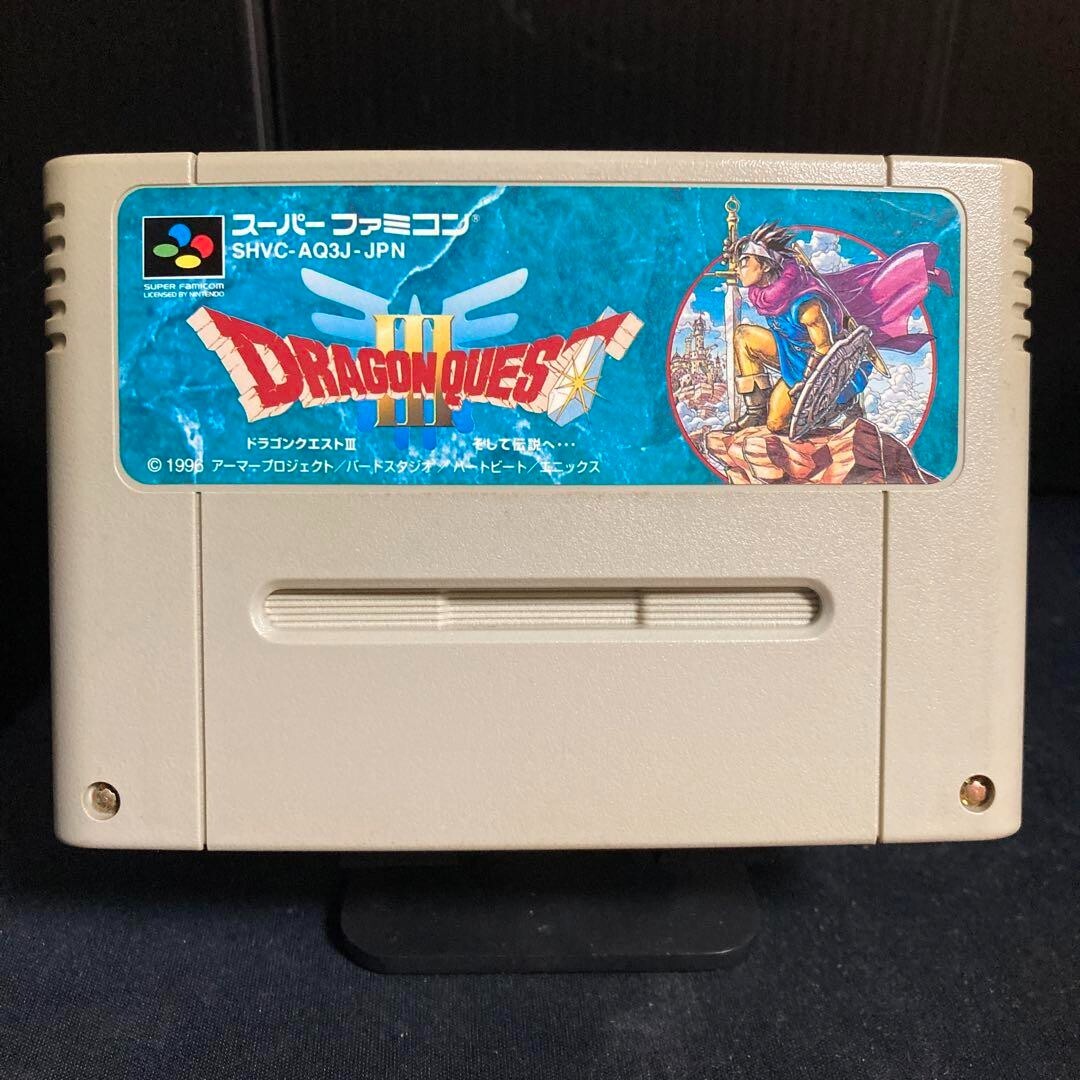 スーパーファミコン®
SHVC-AQ3J-JPN
SUPER FAMICOM
LICENSED BY NINTENDO
III
DRAGON QUEST
ドラゴンクエストIII そして伝説へ・・・
© 1996 アーマープロジェクト/バードスタジオ/ハートビート/エニックス